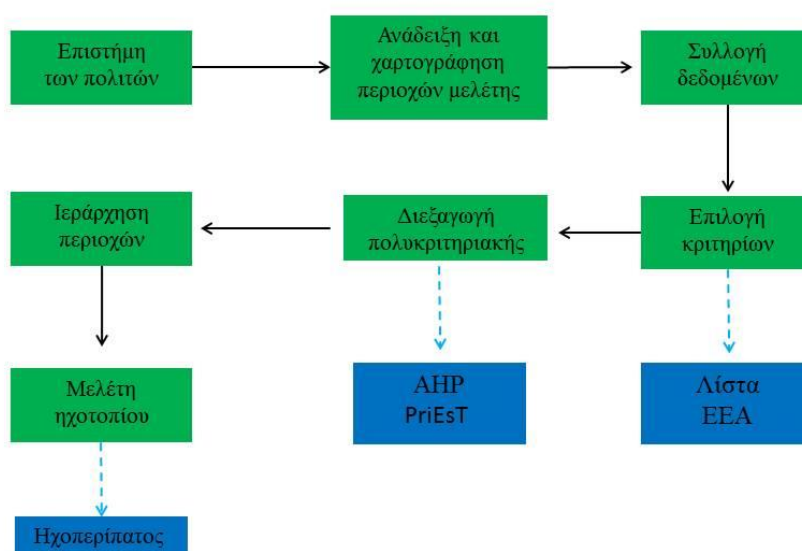 Επιστήμη
των πολιτών
Ανάδειξη και
χαρτογράφηση
περιοχών μελέτης
Συλλογή
δεδομένων
Επιλογή
κριτηρίων
Διεξαγωγή
πολυκριτηριακής
Ιεράρχηση
περιοχών
Μελέτη
ηχοτοπίου
AHP
PriEsT
Λίστα
EEA
Ηχοπερίπατος